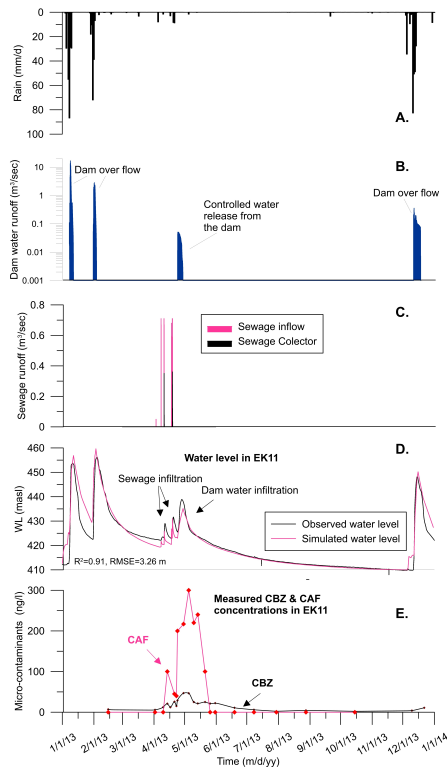 0
20
40
60
80
100
Rain (mm/d)
A.
10
1
0.1
0.01
0.001
Dam water runoff (m³/sec)
B.
Dam over flow
Controlled water
release from
the dam
Dam over flow
0.8
0.6
0.4
0.2
0
Sewage runoff (m³/sec)
C.
Sewage inflow
Sewage Colector
460
450
440
430
420
410
WL (masl)
D.
Water level in EK11
Sewage infiltration
Dam water infiltration
Observed water level
Simulated water level
R²=0.91, RMSE=3.26 m
300
200
100
0
Micro-contaminants (ng/l)
E.
Measured CBZ & CAF
concentrations in EK11
CAF
CBZ
1/1/13
2/1/13
3/1/13
4/1/13
5/1/13
6/1/13
7/1/13
8/1/13
9/1/13
10/1/13
11/1/13
12/1/13
1/1/14
Time (m/d/yy)